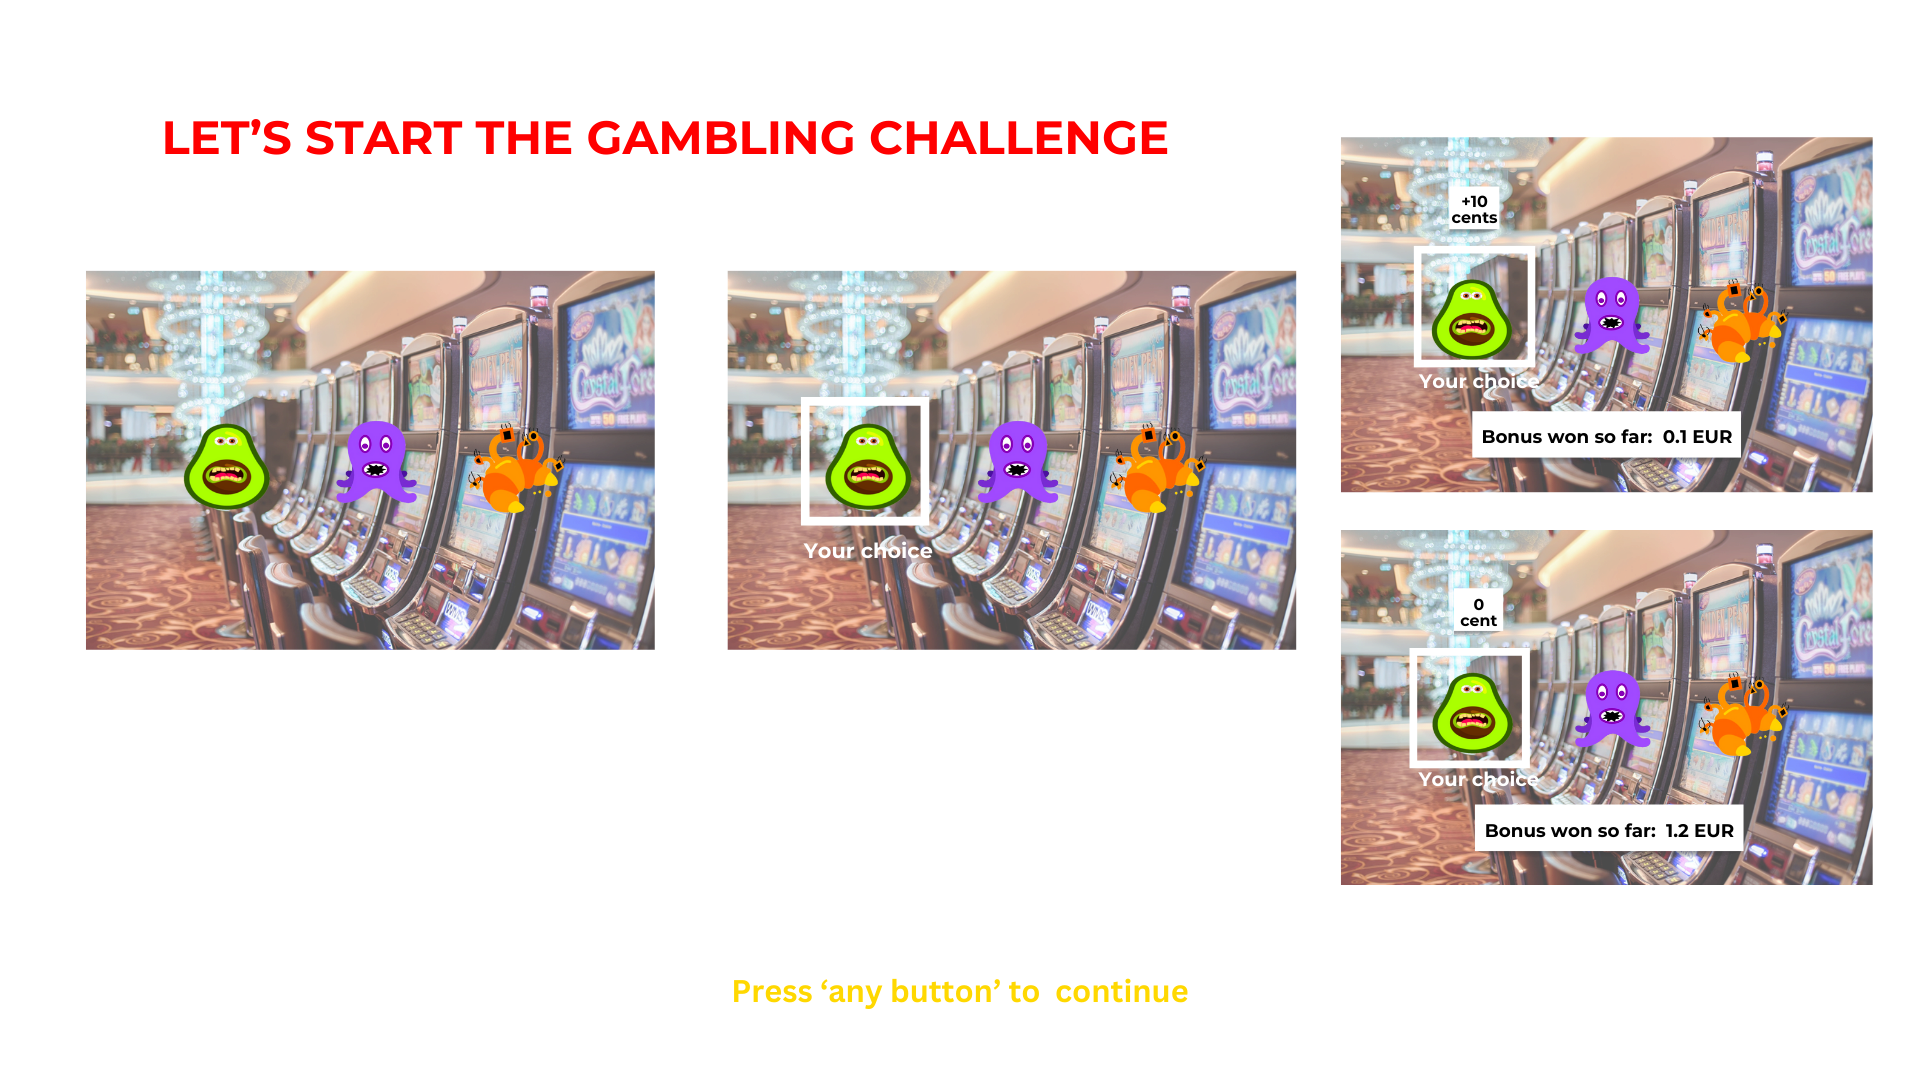 LET’S START THE GAMBLING CHALLENGE
Your choice
+10
cents
Your choice
Bonus won so far:  0.1 EUR
0
cent
Your choice
Bonus won so far:  1.2 EUR
Press ‘any button’ to  continue